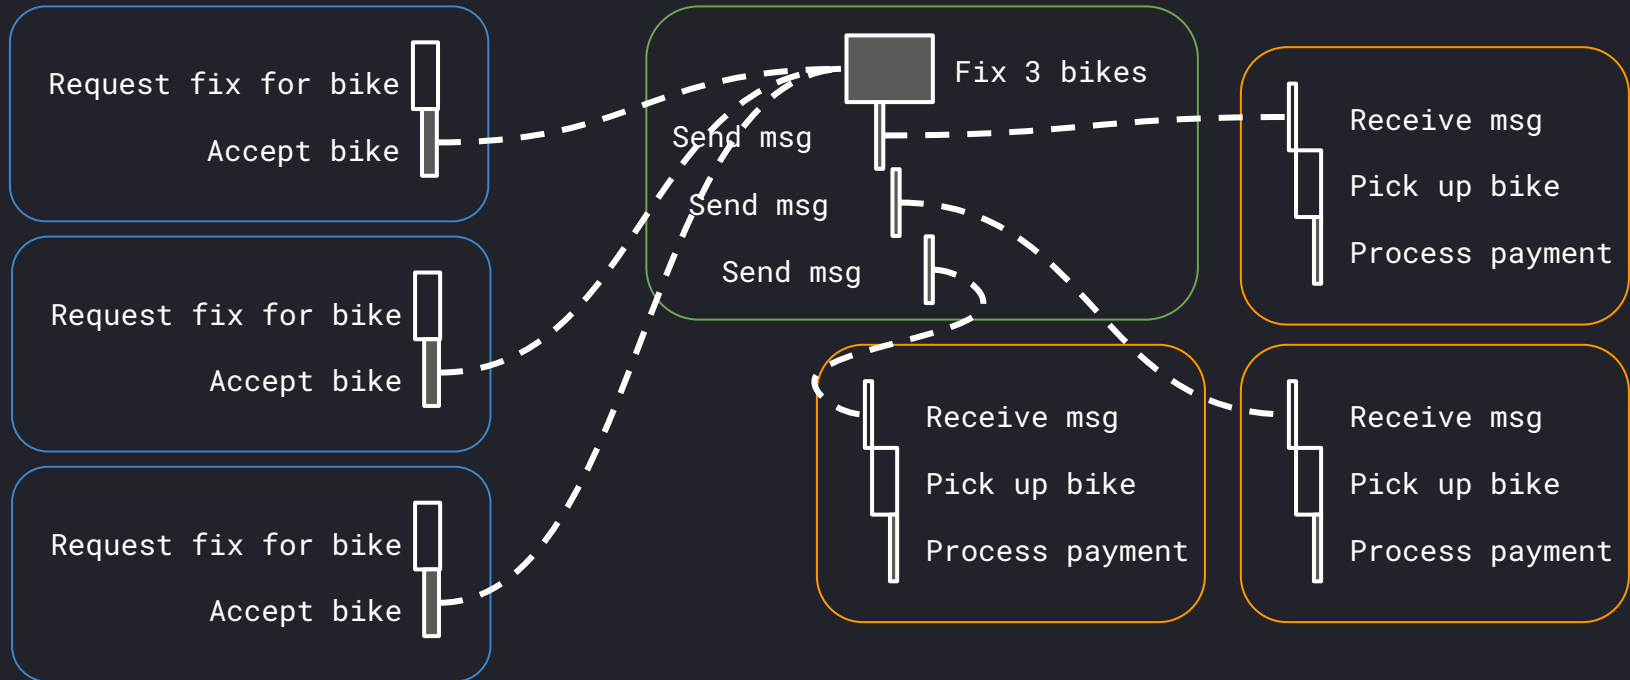 Request fix for bike
Accept bike
Request fix for bike
Accept bike
Request fix for bike
Accept bike
Fix 3 bikes
Send msg
Send msg
Send msg
Receive msg
Pick up bike
Process payment
Receive msg
Pick up bike
Process payment
Receive msg
Pick up bike
Process payment